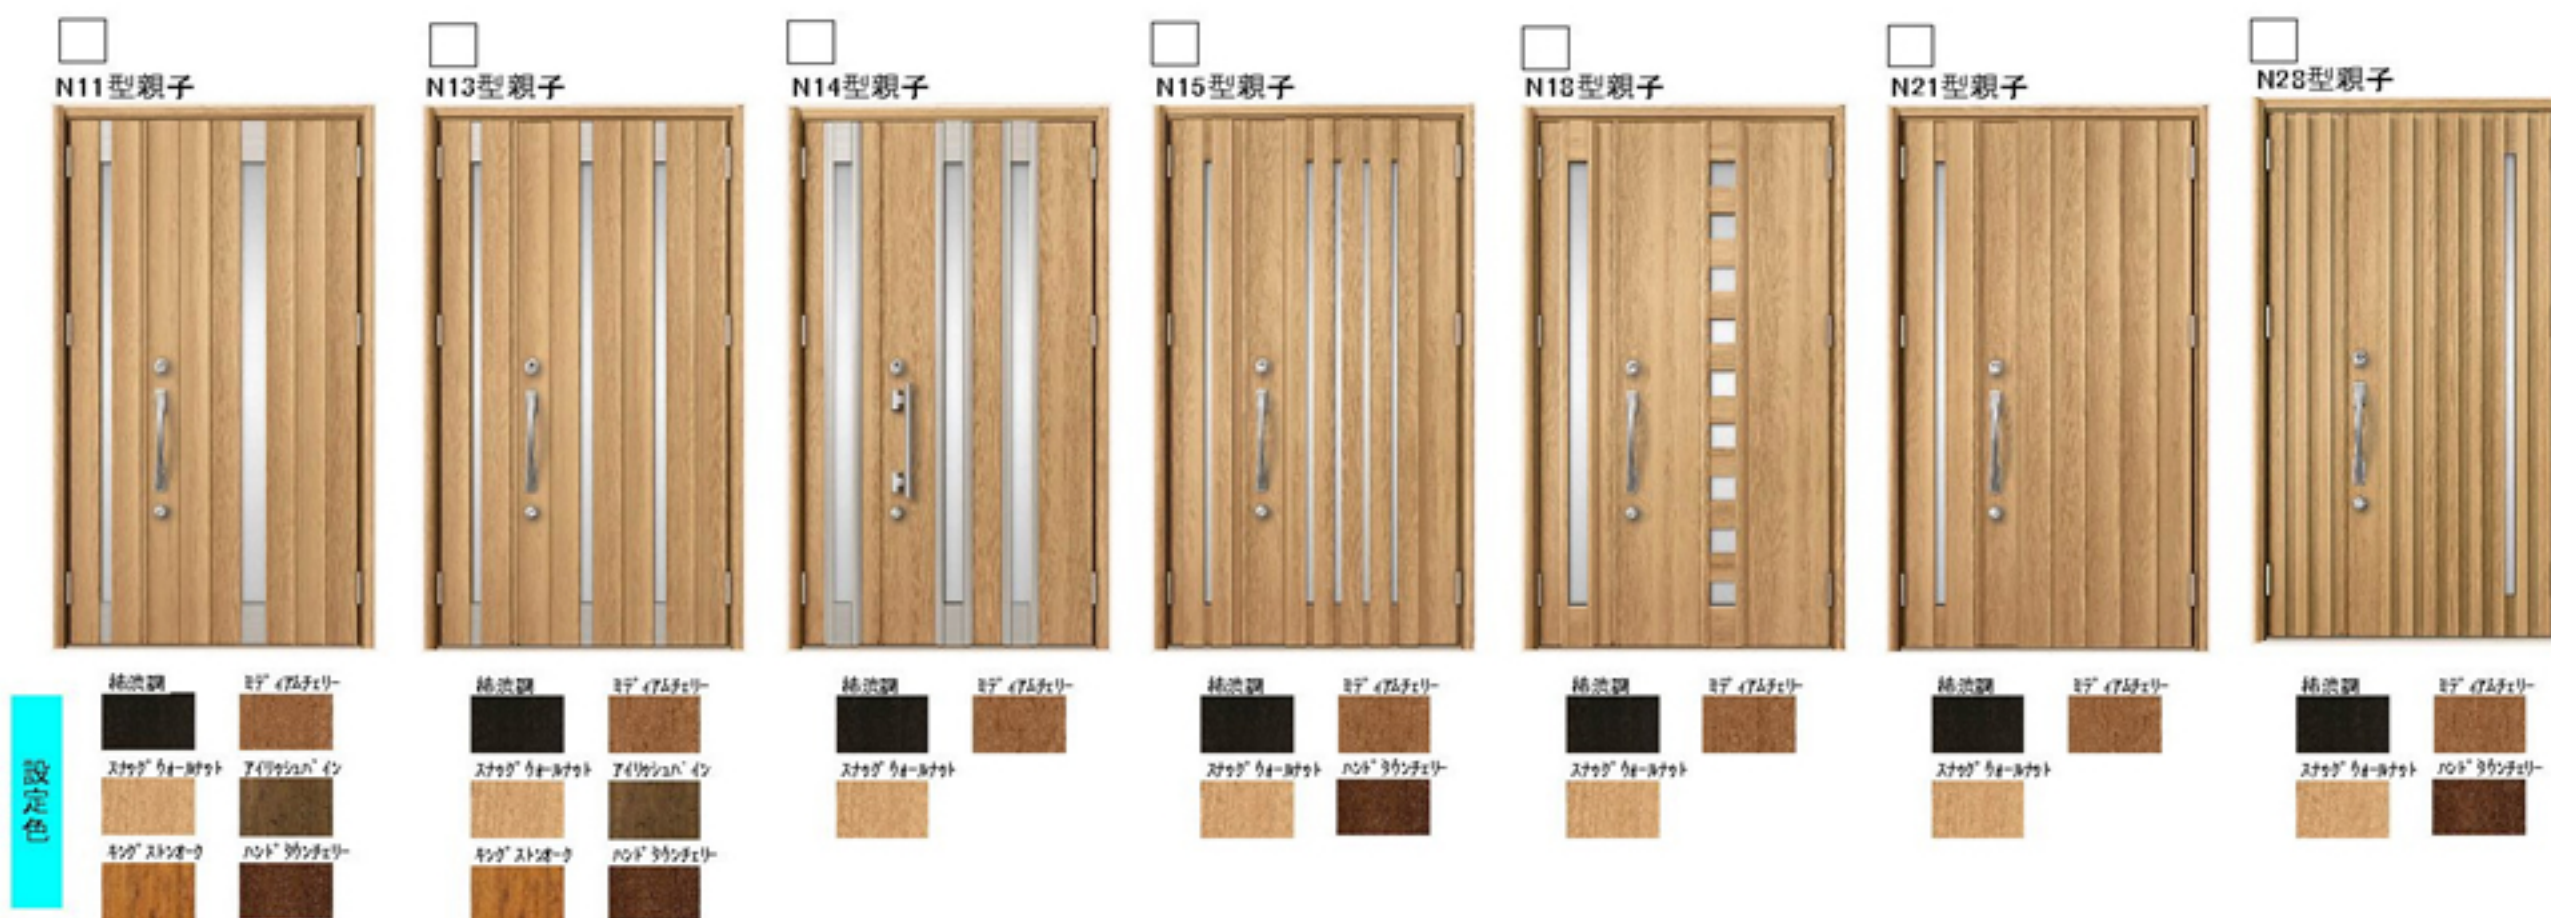 N11型親子
N13型親子
N14型親子
N15型親子
N18型親子
N21型親子
N28型親子
設定色
柿渋調 ミディアムチェリー
柿渋調 ミディアムチェリー
柿渋調 ミディアムチェリー
柿渋調 ミディアムチェリー
柿渋調 ミディアムチェリー
柿渋調 ミディアムチェリー
柿渋調 ミディアムチェリー
スナッグウォールナット アイリッシュパイン
スナッグウォールナット アイリッシュパイン
スナッグウォールナット
スナッグウォールナット ハンドダウンチェリー
スナッグウォールナット
スナッグウォールナット
スナッグウォールナット ハンドダウンチェリー
キングストンオーク ハンドダウンチェリー
キングストンオーク ハンドダウンチェリー